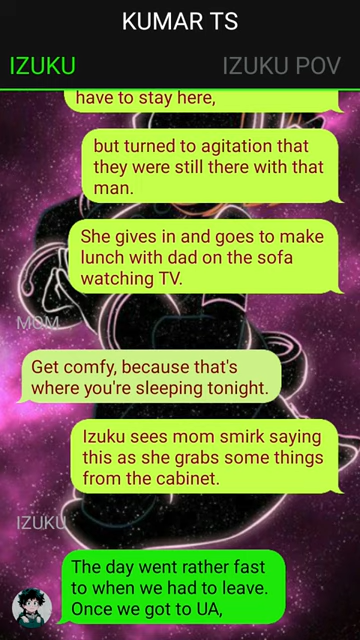 KUMAR TS
IZUKU
IZUKU POV
have to stay here,
but turned to agitation that
they were still there with that
man.
She gives in and goes to make
lunch with dad on the sofa
watching TV.
MOM
Get comfy, because that's
where you're sleeping tonight.
Izuku sees mom smirk saying
this as she grabs some things
from the cabinet.
IZUKU
The day went rather fast
to when we had to leave.
Once we got to UA,